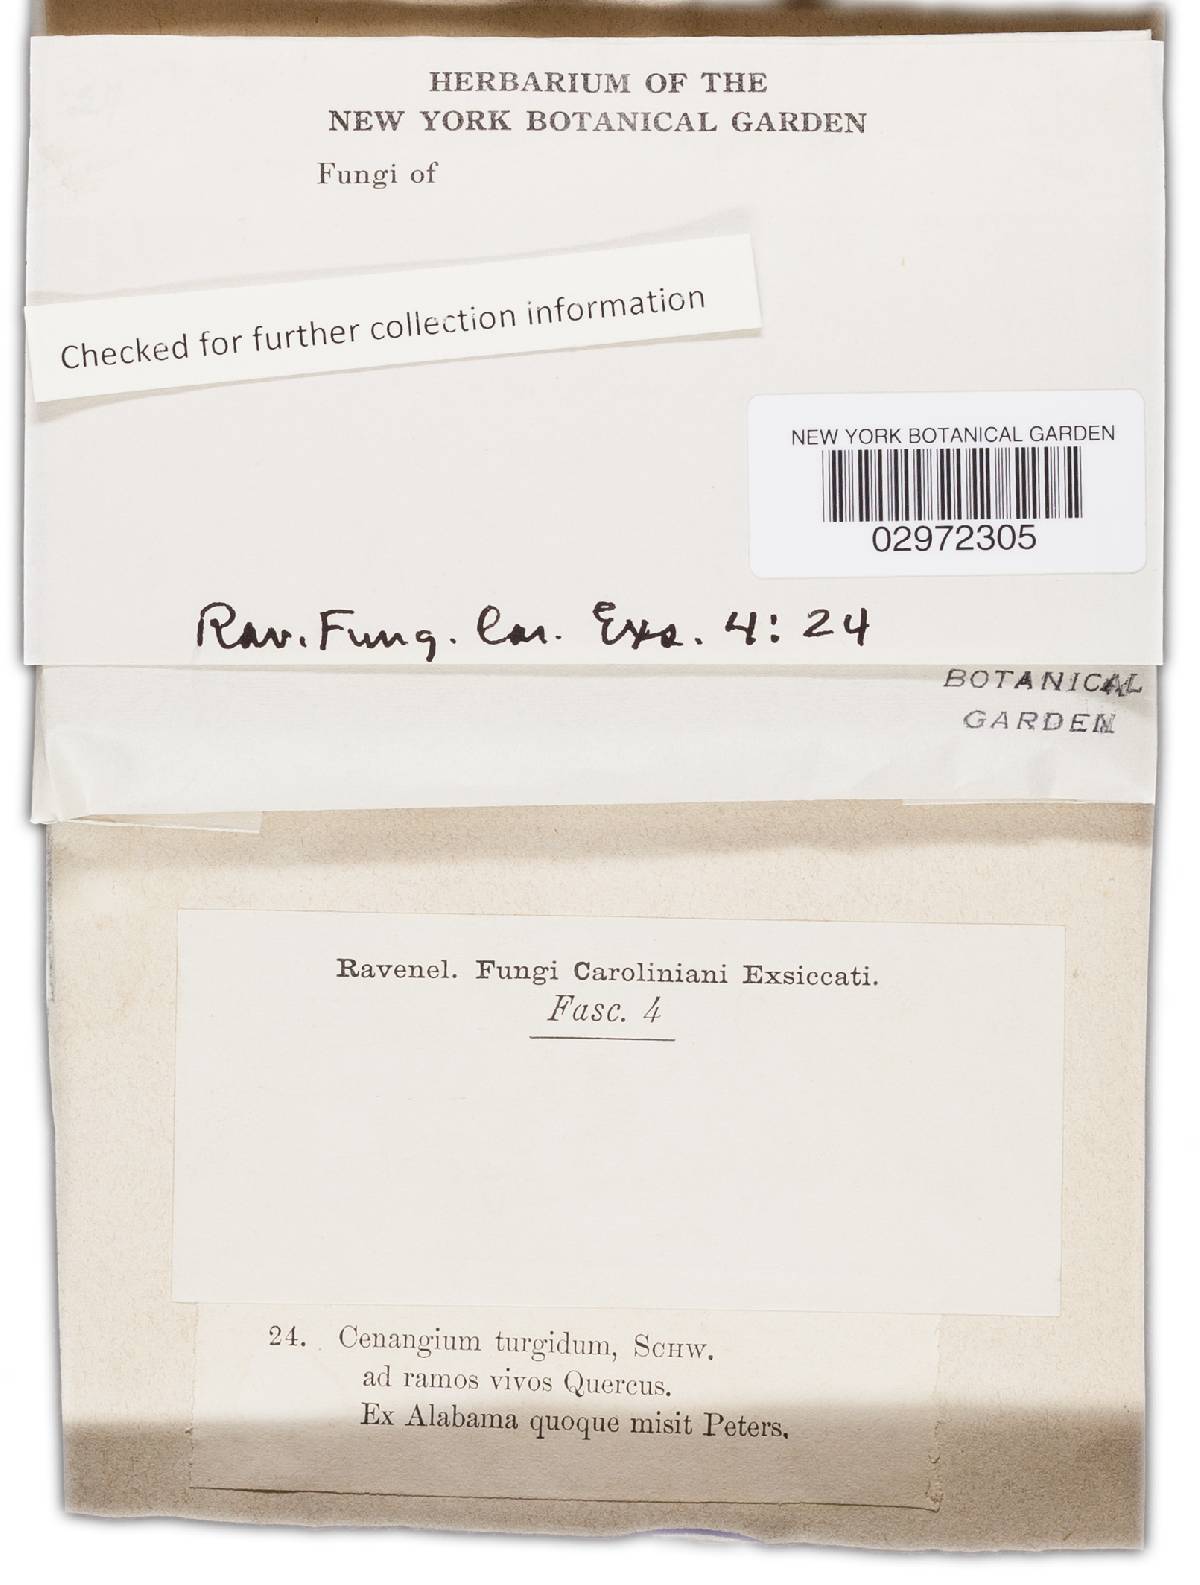 HERBARIUM OF THE
NEW YORK BOTANICAL GARDEN
Fungi of
Checked for further collection information
NEW YORK BOTANICAL GARDEN
02972305
Rav. Fung. Car. Exs. 4: 24
BOTANICAL
GARDEN
Ravenel. Fungi Caroliniani Exsiccati.
Fasc. 4
24. Cenangium turgidum, SCHW.
ad ramos vivos Quercus.
Ex Alabama quoque misit Peters.